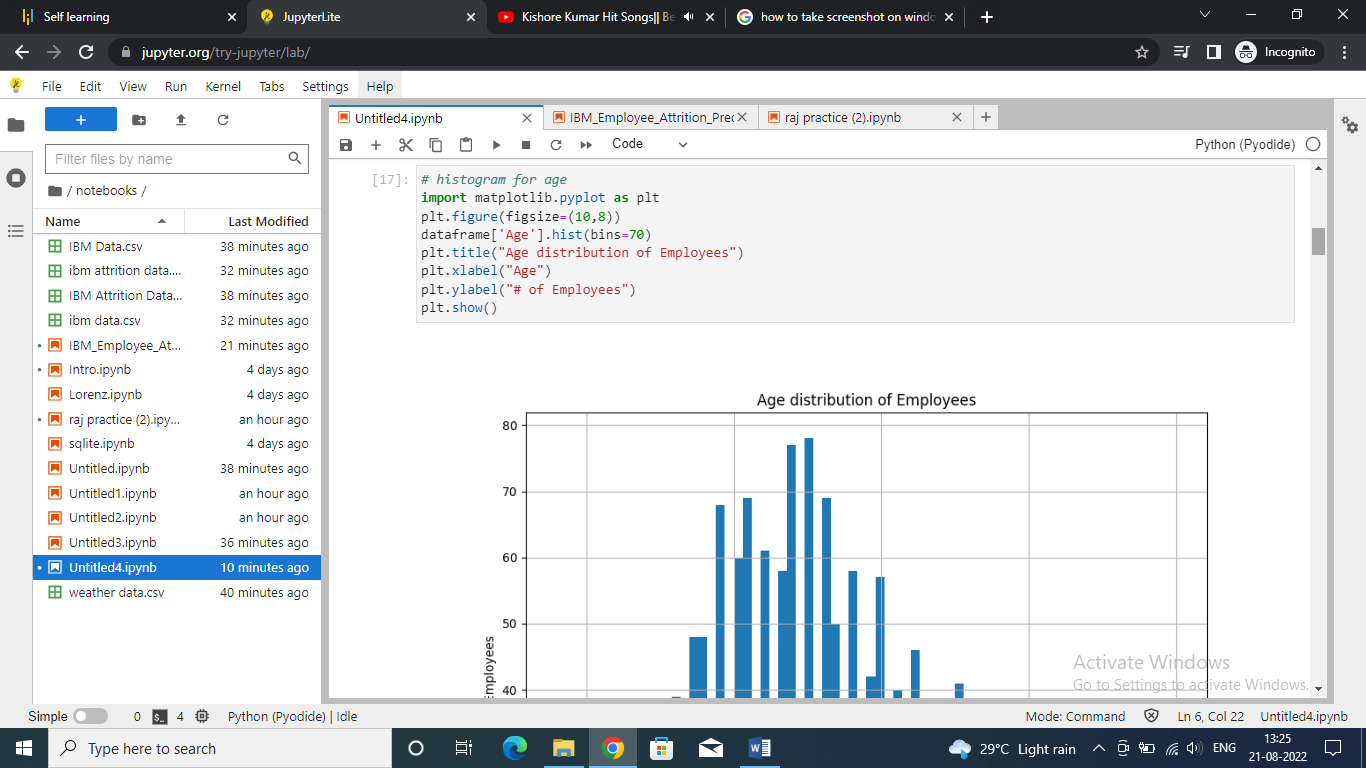 Self learning
JupyterLite
Kishore Kumar Hit Songs|| Be
how to take screenshot on windo
jupyter.org/try-jupyter/lab/
Incognito
File Edit View Run Kernel Tabs Settings Help
Filter files by name
/ notebooks /
Name Last Modified
IBM Data.csv 38 minutes ago
ibm attrition data.... 32 minutes ago
IBM Attrition Data... 38 minutes ago
ibm data.csv 32 minutes ago
IBM_Employee_At... 21 minutes ago
Intro.ipynb 4 days ago
Lorenz.ipynb 4 days ago
raj practice (2).ipy... an hour ago
sqlite.ipynb 4 days ago
Untitled.ipynb 38 minutes ago
Untitled1.ipynb an hour ago
Untitled2.ipynb an hour ago
Untitled3.ipynb 36 minutes ago
Untitled4.ipynb 10 minutes ago
weather data.csv 40 minutes ago
Untitled4.ipynb
IBM_Employee_Attrition_Prec
raj practice (2).ipynb
Code
Python (Pyodide)
[17]:
# histogram for age
import matplotlib.pyplot as plt
plt.figure(figsize=(10,8))
dataframe['Age'].hist(bins=70)
plt.title("Age distribution of Employees")
plt.xlabel("Age")
plt.ylabel("# of Employees")
plt.show()
Age distribution of Employees
80
70
60
50
40
mployees
Activate Windows
Go to Settings to activate Windows.
Simple 0 $_ 4 Python (Pyodide) | Idle
Mode: Command Ln 6, Col 22 Untitled4.ipynb
Type here to search
29°C Light rain
ENG
13:25
21-08-2022